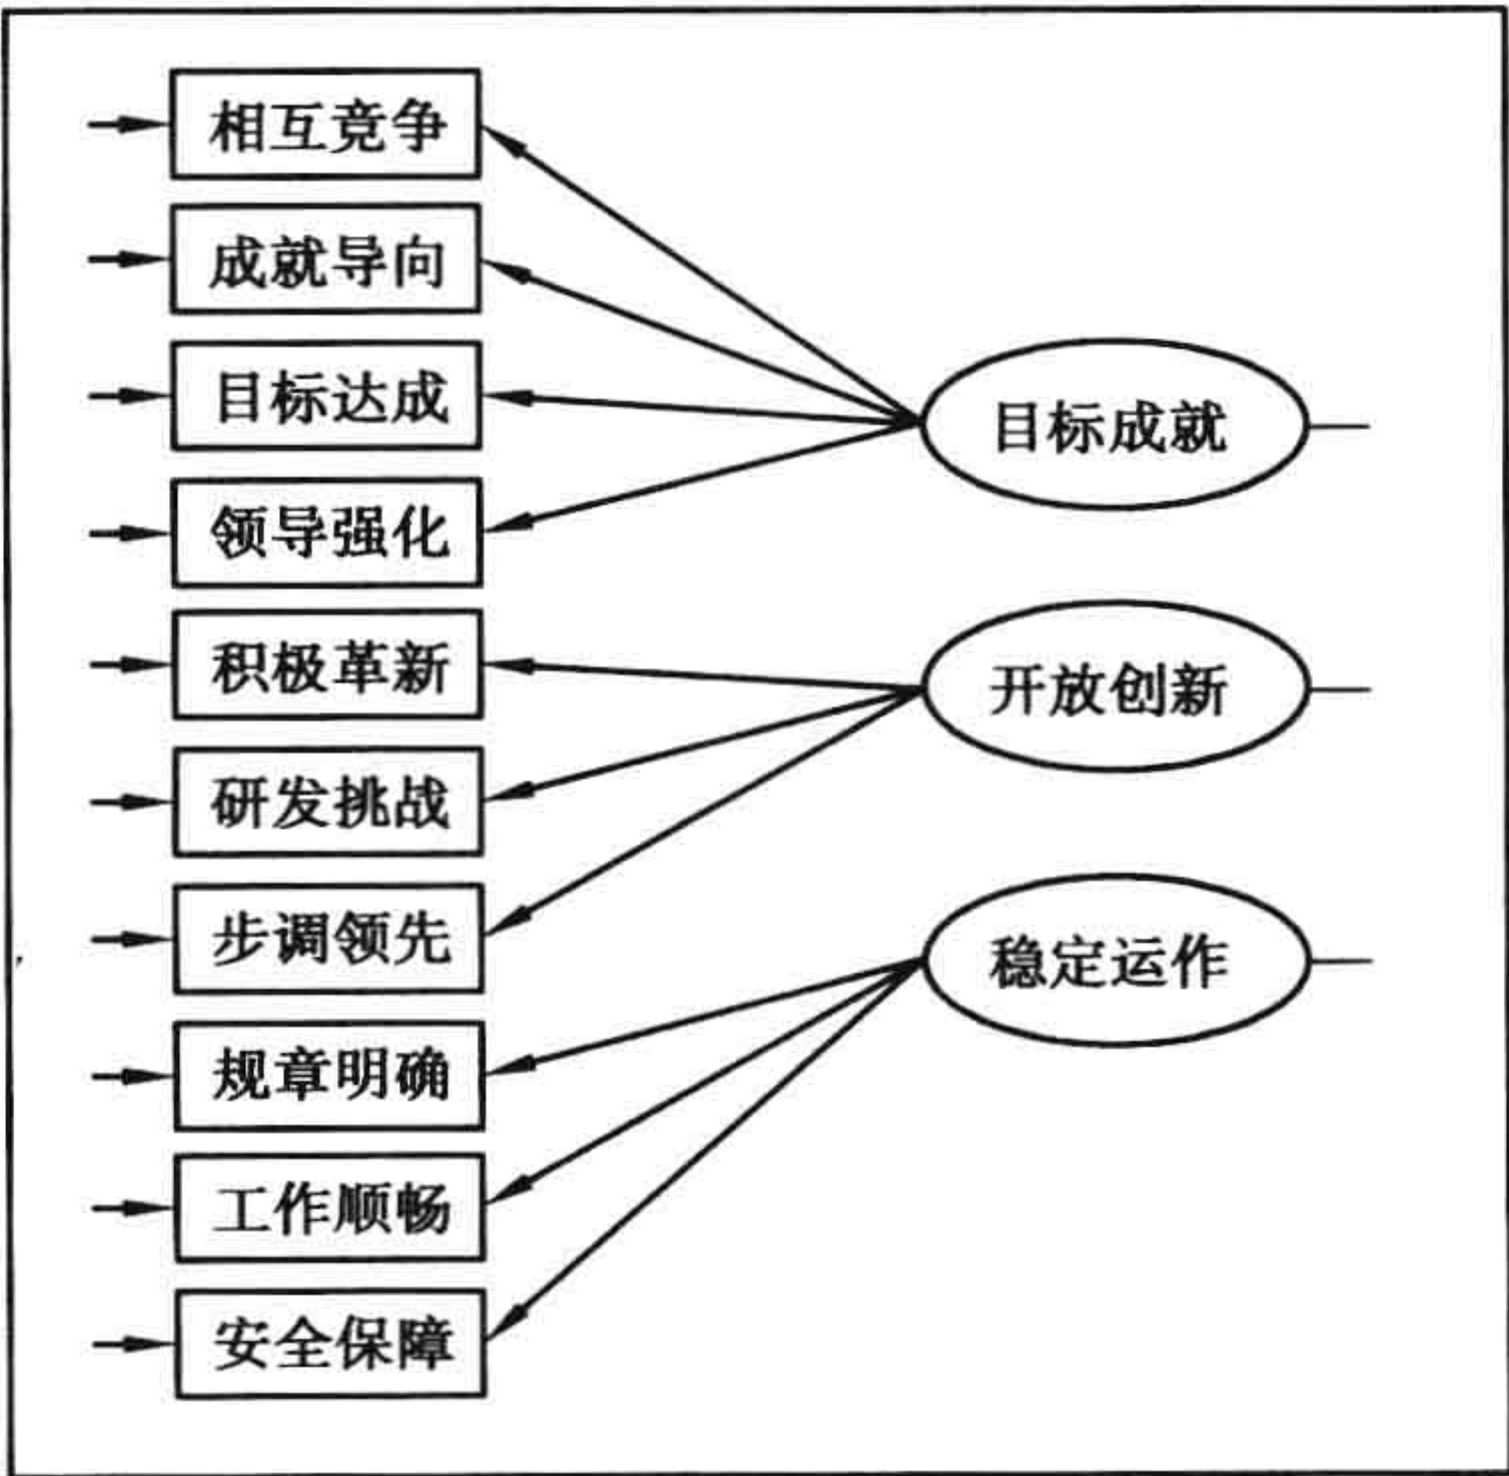 相互竞争
成就导向
目标达成
领导强化
积极革新
研发挑战
步调领先
规章明确
工作顺畅
安全保障
目标成就
开放创新
稳定运作